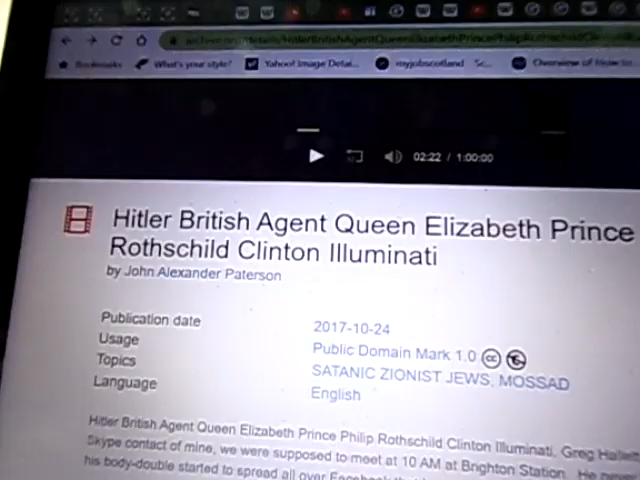 Bookmarks What's your style? Yahoo! Image Detai... myjobscotland Sc... Overview of How to
02:22 / 1:00:00
Hitler British Agent Queen Elizabeth Prince
Rothschild Clinton Illuminati
by John Alexander Paterson
Publication date 2017-10-24
Usage Public Domain Mark 1.0
Topics SATANIC ZIONIST JEWS, MOSSAD
Language English
Hitler British Agent Queen Elizabeth Prince Philip Rothschild Clinton Illuminati. Greg Hallett
Skype contact of mine, we were supposed to meet at 10 AM at Brighton Station. He never
his body-double started to spread all over